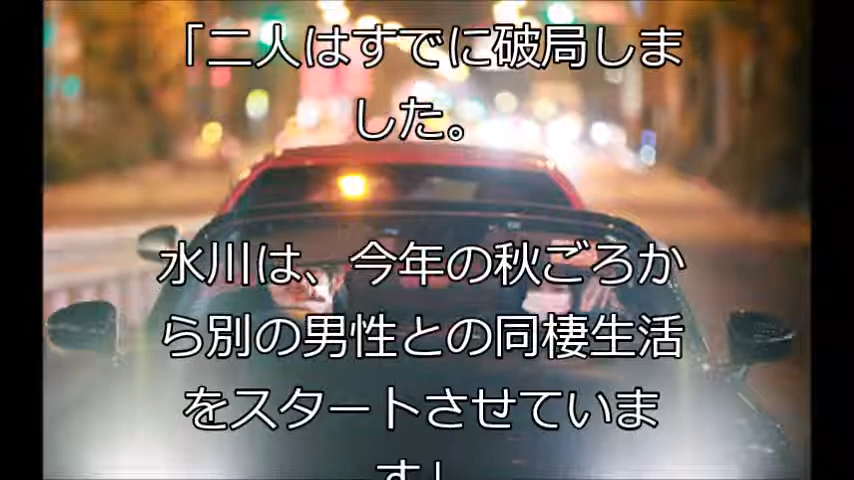 「二人はすでに破局しま
した。
水川は、今年の秋ごろか
ら別の男性との同棲生活
をスタートさせていま
す」